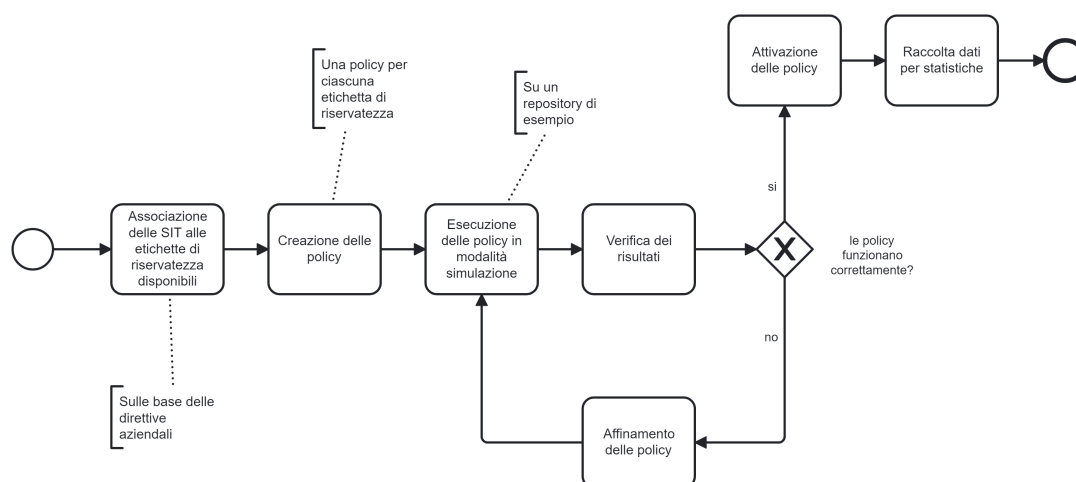 Attivazione
delle policy
Raccolta dati
per statistiche
Una policy per
ciascuna
etichetta di
riservatezza
Su un
repository di
esempio
si
Associazione
delle SIT alle
etichette di
riservatezza
disponibili
Creazione delle
policy
Esecuzione
delle policy in
modalità
simulazione
Verifica dei
risultati
X
le policy
funzionano
correttamente?
no
Sulle base delle
direttive
aziendali
Affinamento
delle policy